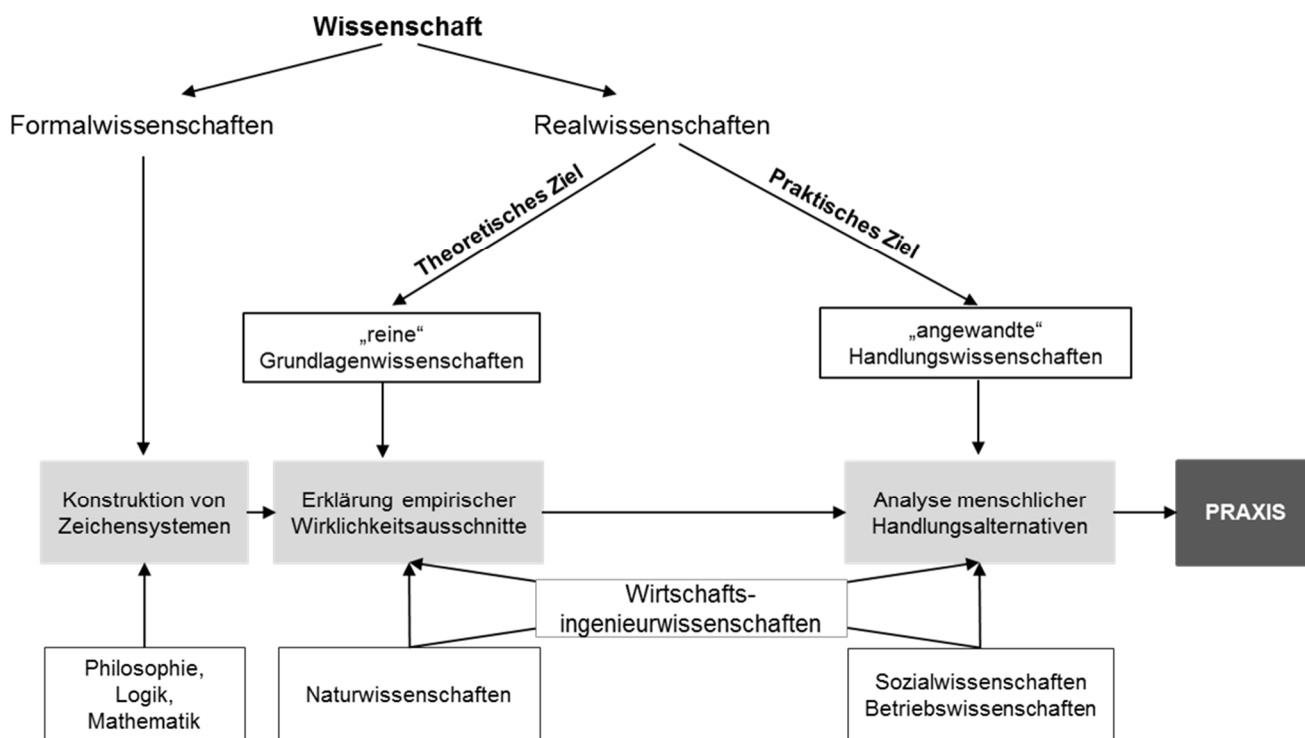 Wissenschaft
Formalwissenschaften
Realwissenschaften
Theoretisches Ziel
Praktisches Ziel
„reine“
Grundlagenwissenschaften
„angewandte“
Handlungswissenschaften
Konstruktion von
Zeichensystemen
Erklärung empirischer
Wirklichkeitsausschnitte
Analyse menschlicher
Handlungsalternativen
PRAXIS
Wirtschafts-
ingenieurwissenschaften
Philosophie,
Logik,
Mathematik
Naturwissenschaften
Sozialwissenschaften
Betriebswissenschaften